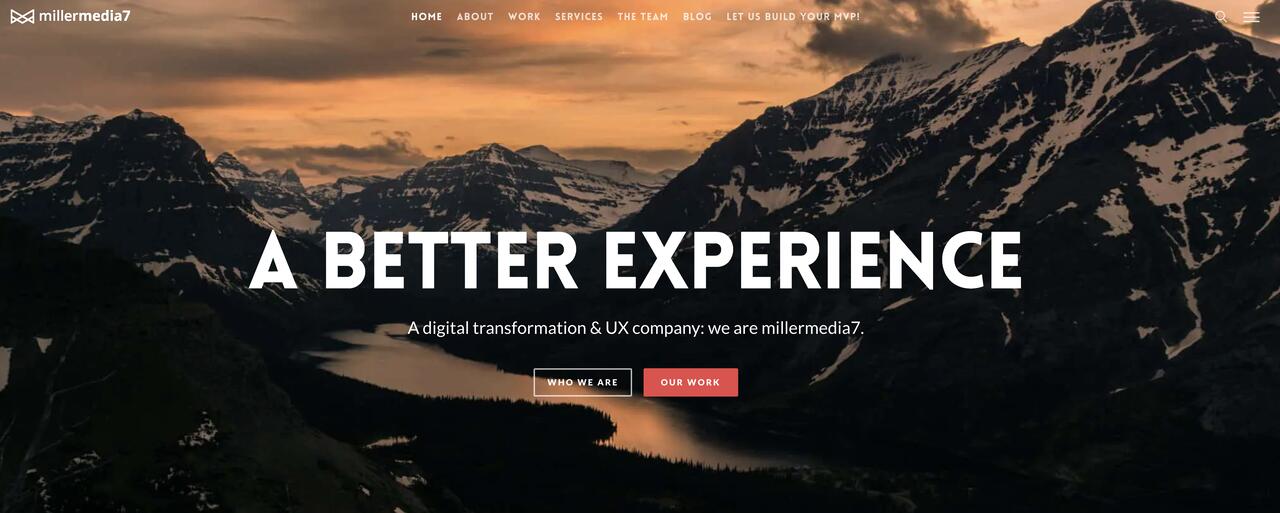 millermedia7
HOME ABOUT WORK SERVICES THE TEAM BLOG LET US BUILD YOUR MVP!
A BETTER EXPERIENCE
A digital transformation & UX company: we are millermedia7.
WHO WE ARE OUR WORK